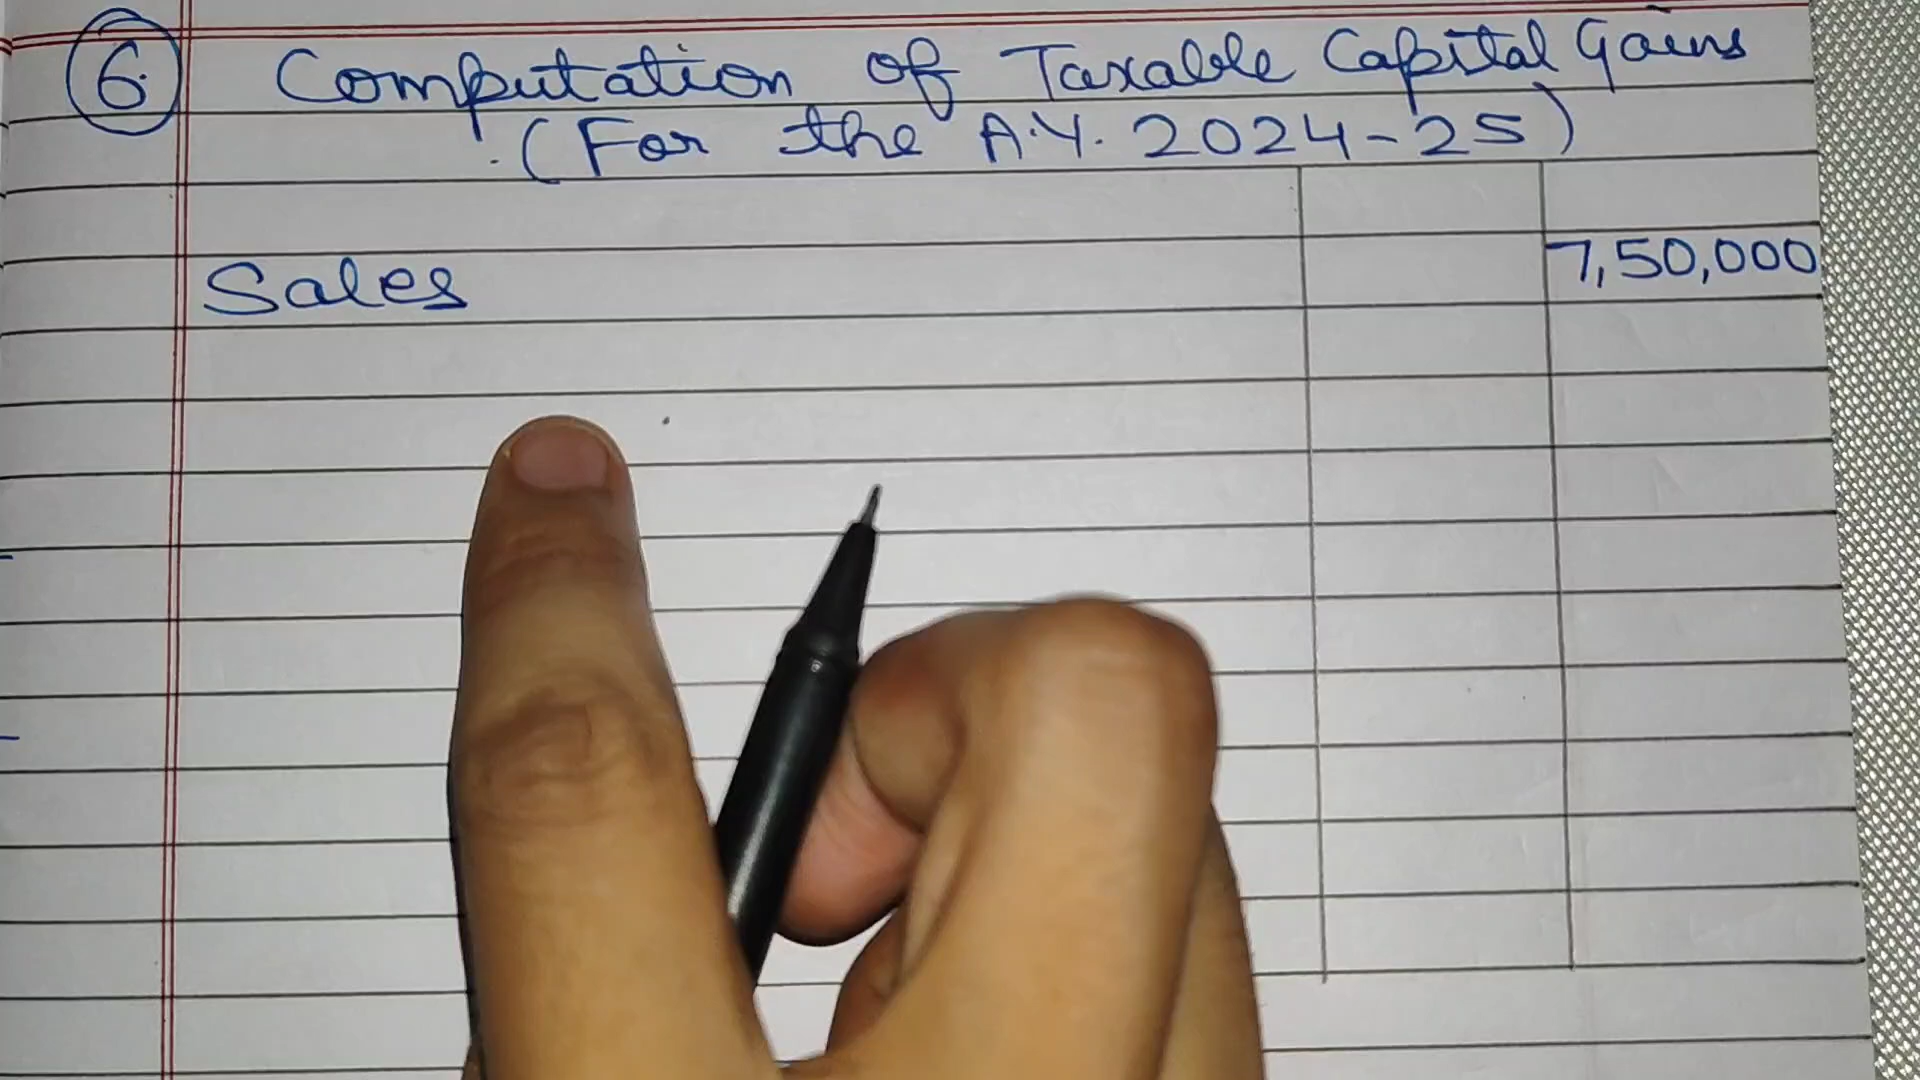 6.
Computation of Taxable Capital Gains
(For the A.Y. 2024-25)
Sales 7,50,000